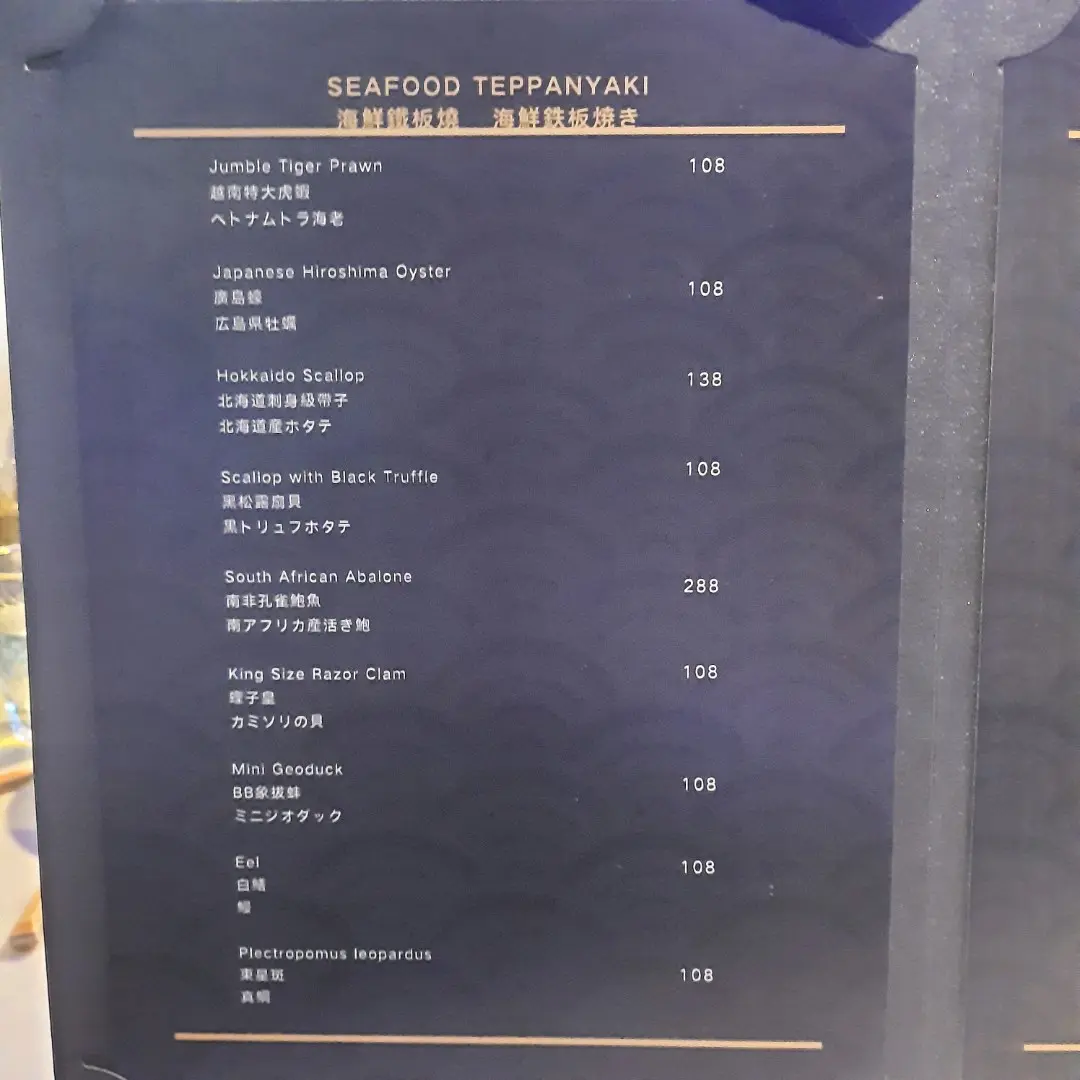 SEAFOOD TEPPANYAKI
海鮮鐵板燒 海鮮鉄板焼き
Jumble Tiger Prawn 108
越南特大虎蝦
ベトナムトラ海老
Japanese Hiroshima Oyster 108
廣島蠔
広島県牡蠣
Hokkaido Scallop 138
北海道刺身級帶子
北海道産ホタテ
Scallop with Black Truffle 108
黑松露扇貝
黒トリュフホタテ
South African Abalone 288
南非孔雀鮑魚
南アフリカ産活き鮑
King Size Razor Clam 108
蟶子皇
カミソリの貝
Mini Geoduck 108
BB象拔蚌
ミニジオダック
Eel 108
白鱔
鰻
Plectropomus leopardus 108
東星斑
真鯛